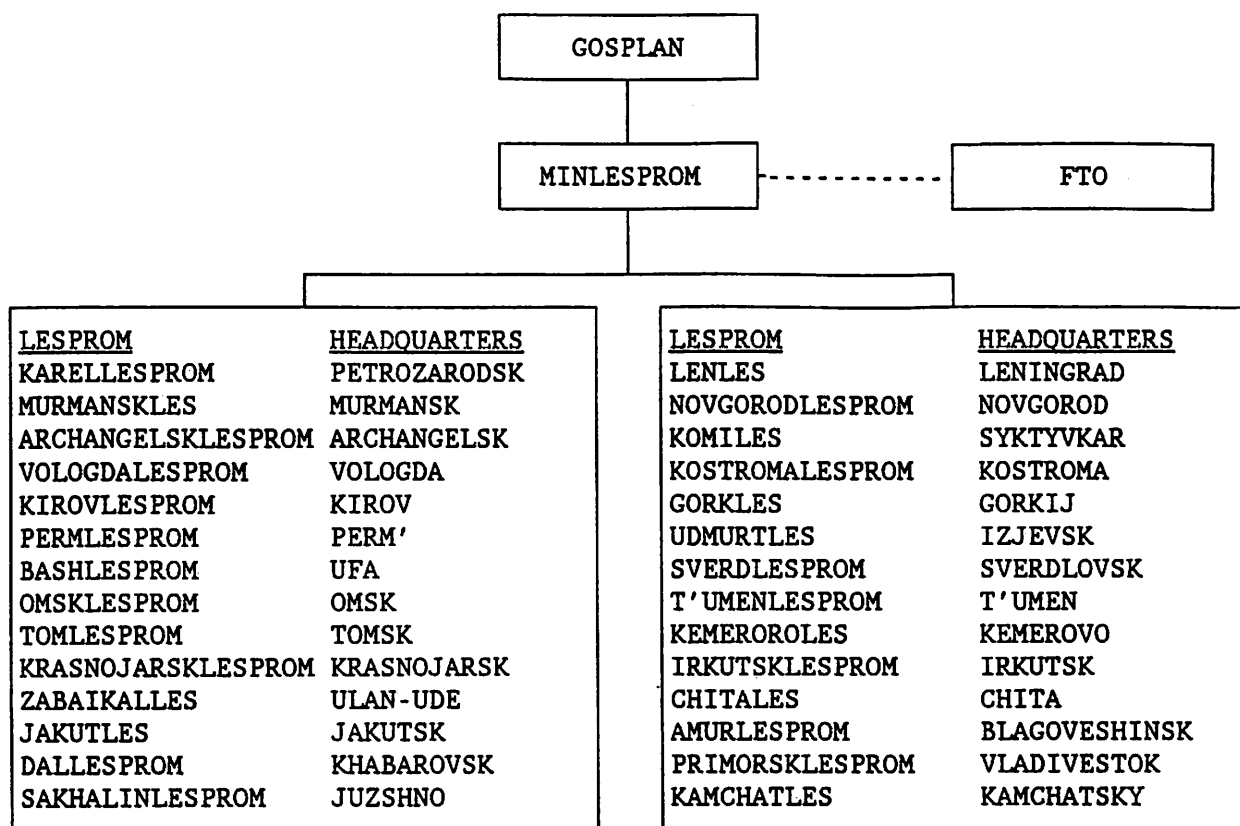 GOSPLAN
MINLESPROM
FTO
LESPROM HEADQUARTERS
KARELLESPROM PETROZARODSK
MURMANSKLES MURMANSK
ARCHANGELSKLESPROM ARCHANGELSK
VOLOGDALESPROM VOLOGDA
KIROVLESPROM KIROV
PERMLESPROM PERM'
BASHLESPROM UFA
OMSKLESPROM OMSK
TOMLESPROM TOMSK
KRASNOJARSKLESPROM KRASNOJARSK
ZABAIKALLES ULAN-UDE
JAKUTLES JAKUTSK
DALLESPROM KHABAROVSK
SAKHALINLESPROM JUZSHNO
LESPROM HEADQUARTERS
LENLES LENINGRAD
NOVGORODLESPROM NOVGOROD
KOMILES SYKTYVKAR
KOSTROMALESPROM KOSTROMA
GORKLES GORKIJ
UDMURTLES IZJEVSK
SVERDLESPROM SVERDLOVSK
T'UMENLESPROM T'UMEN
KEMEROROLES KEMEROVO
IRKUTSKLESPROM IRKUTSK
CHITALES CHITA
AMURLESPROM BLAGOVESHINSK
PRIMORSKLESPROM VLADIVESTOK
KAMCHATLES KAMCHATSKY